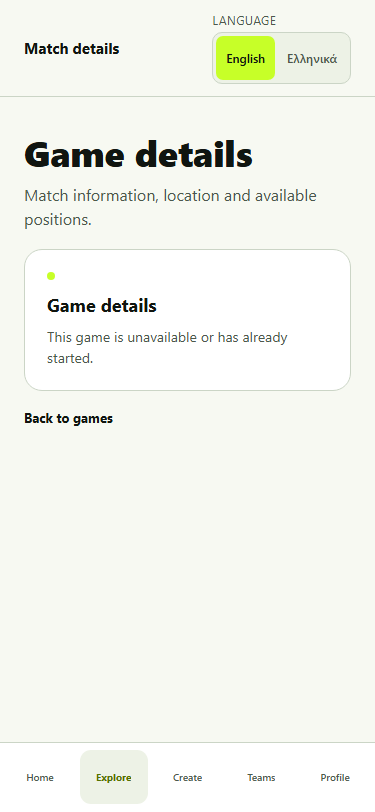 LANGUAGE
Match details
English
Ελληνικά
Game details
Match information, location and available
positions.
Game details
This game is unavailable or has already
started.
Back to games
Home
Explore
Create
Teams
Profile